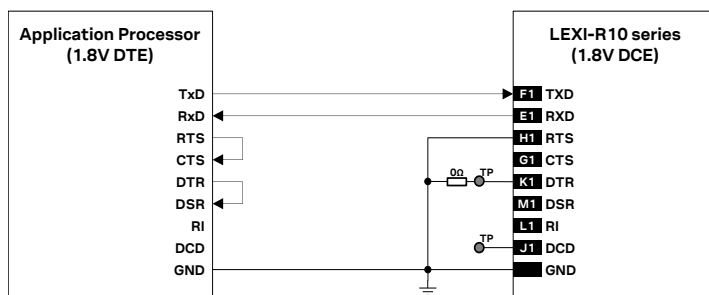 Application Processor
(1.8V DTE)
LEXI-R10 series
(1.8V DCE)
TxD
F1 TXD
RxD
E1 RXD
RTS
H1 RTS
CTS
G1 CTS
DTR
0Ω
TP
K1 DTR
DSR
M1 DSR
RI
L1 RI
DCD
TP
J1 DCD
GND
GND